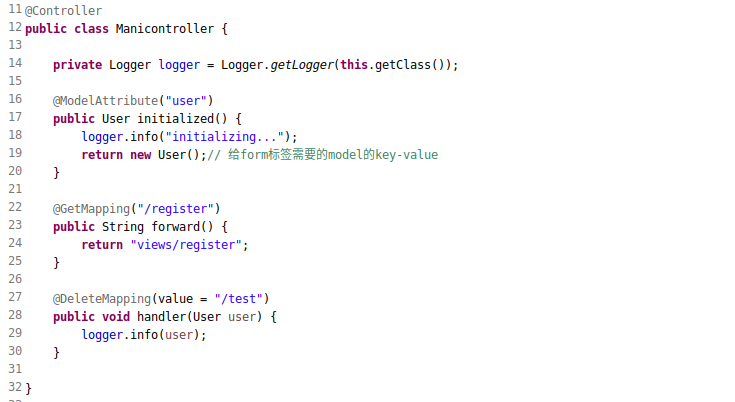 11 @Controller
12 public class Manicontroller {
13
14     private Logger logger = Logger.getLogger(this.getClass());
15
16     @ModelAttribute("user")
17     public User initialized() {
18         logger.info("initializing...");
19         return new User();// 给form标签需要的model的key-value
20     }
21
22     @GetMapping("/register")
23     public String forward() {
24         return "views/register";
25     }
26
27     @DeleteMapping(value = "/test")
28     public void handler(User user) {
29         logger.info(user);
30     }
31
32 }